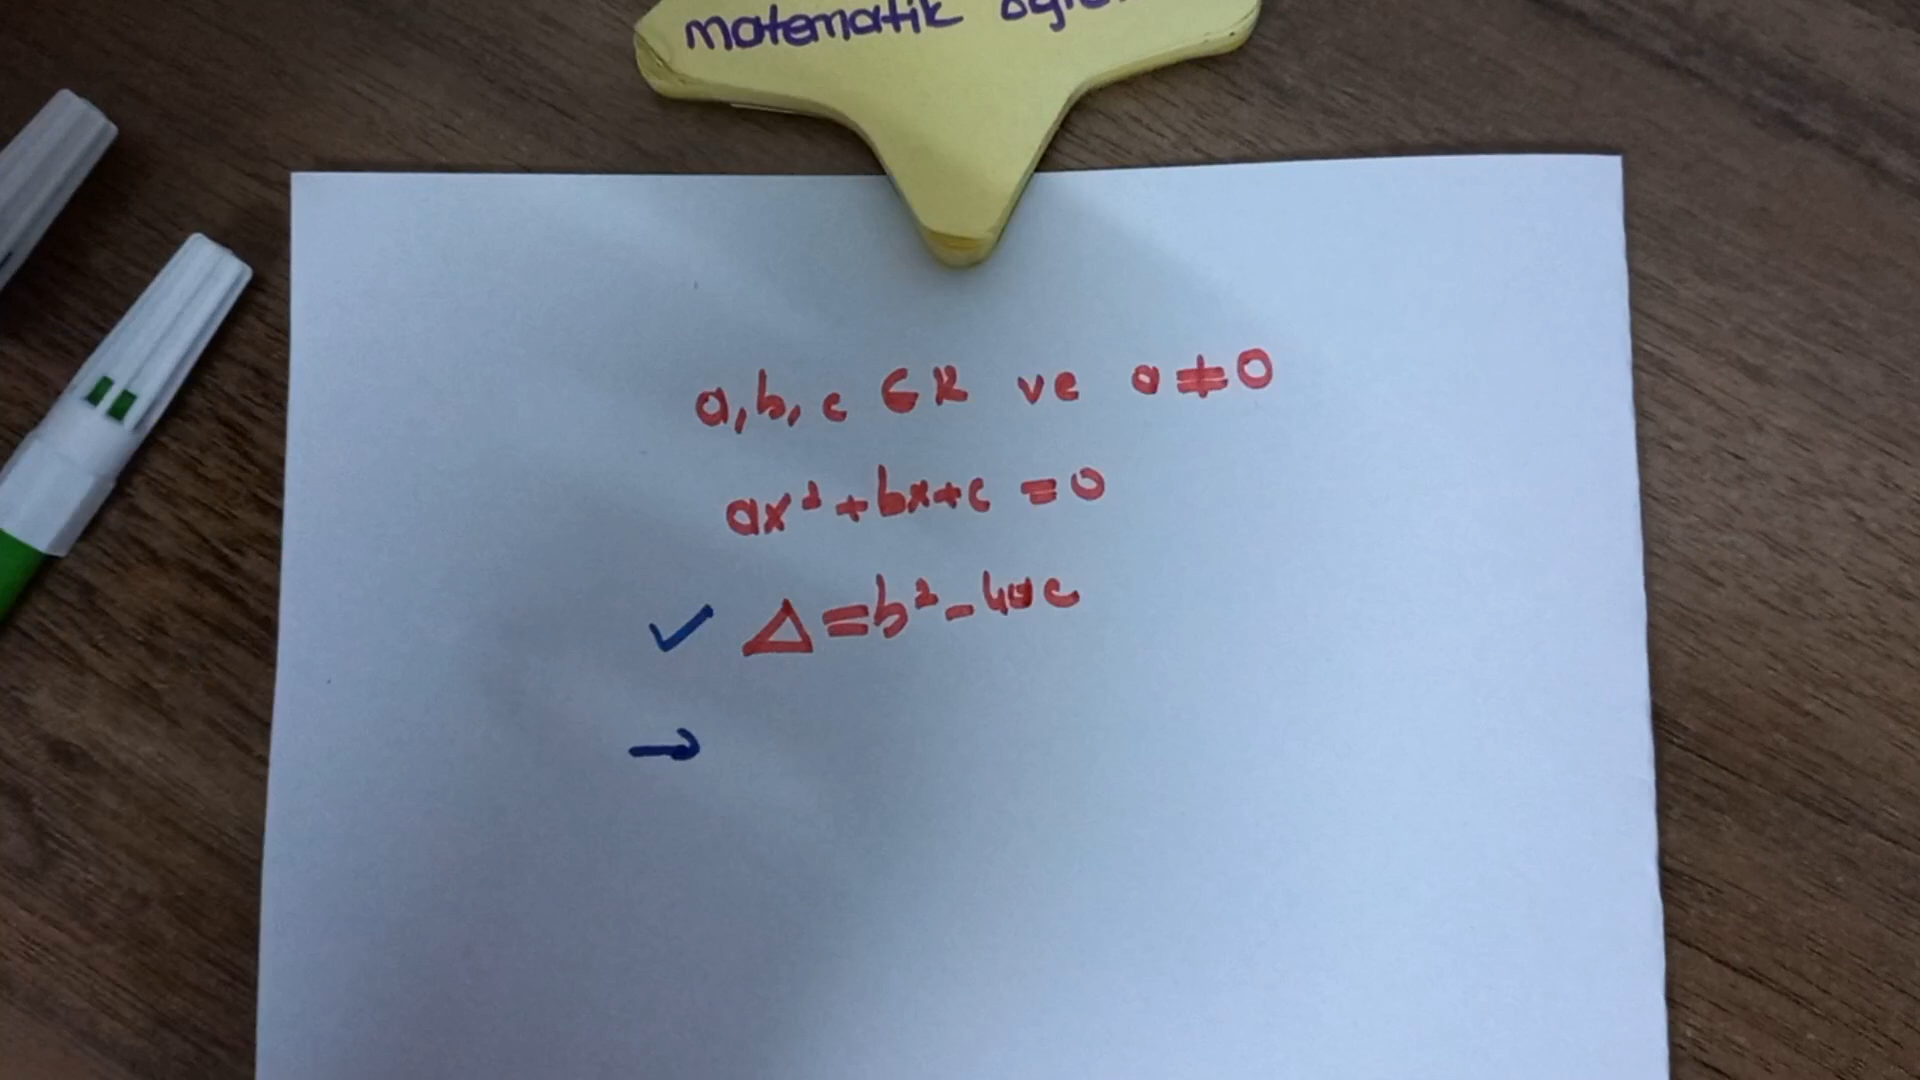 matematik
a, b, c ∈ R ve a ≠ 0
ax² + bx + c = 0
✓ Δ = b² - 4ac
→